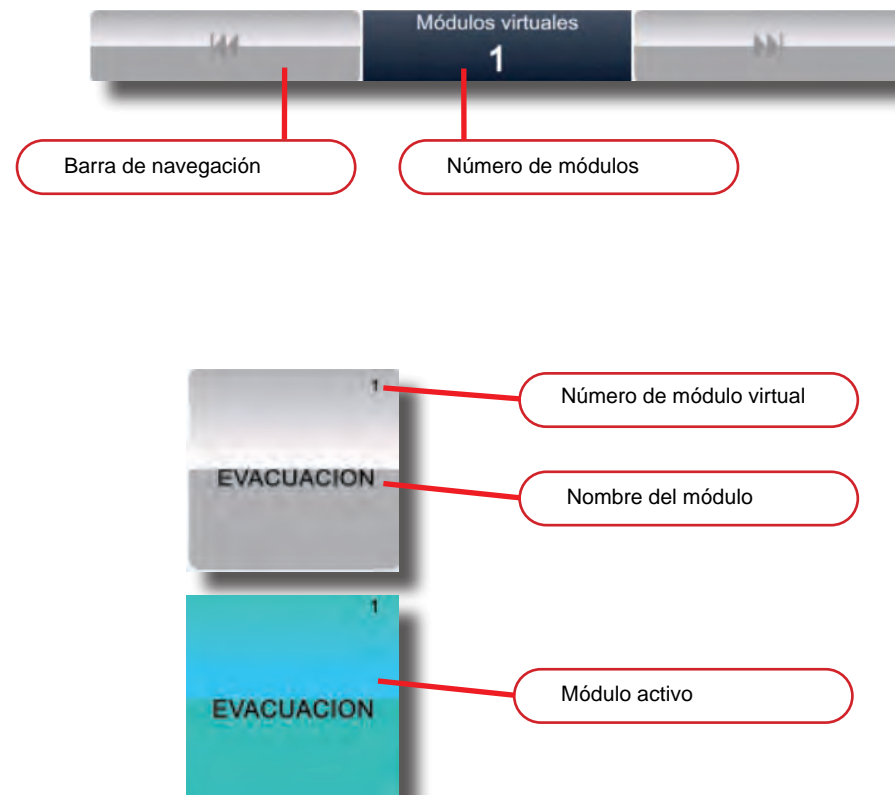 Módulos virtuales
1
Barra de navegación
Número de módulos
1
Número de módulo virtual
EVACUACION
Nombre del módulo
1
EVACUACION
Módulo activo